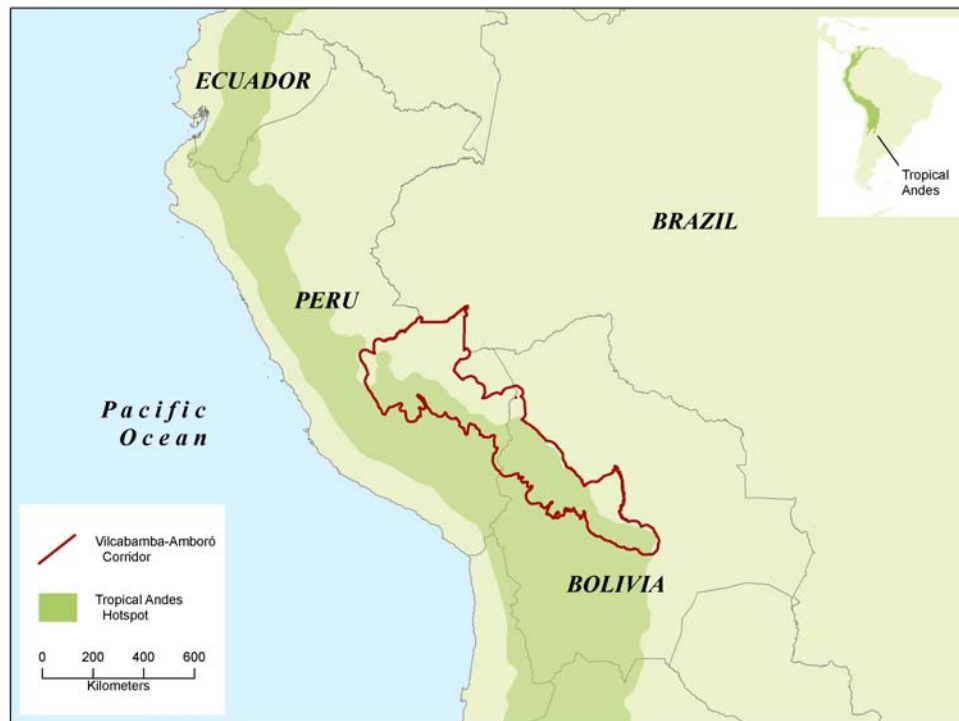 ECUADOR
BRAZIL
PERU
Pacific
Ocean
BOLIVIA
Tropical
Andes
Vilcabamba-Amboró
Corridor
Tropical Andes
Hotspot
0 200 400 600
Kilometers